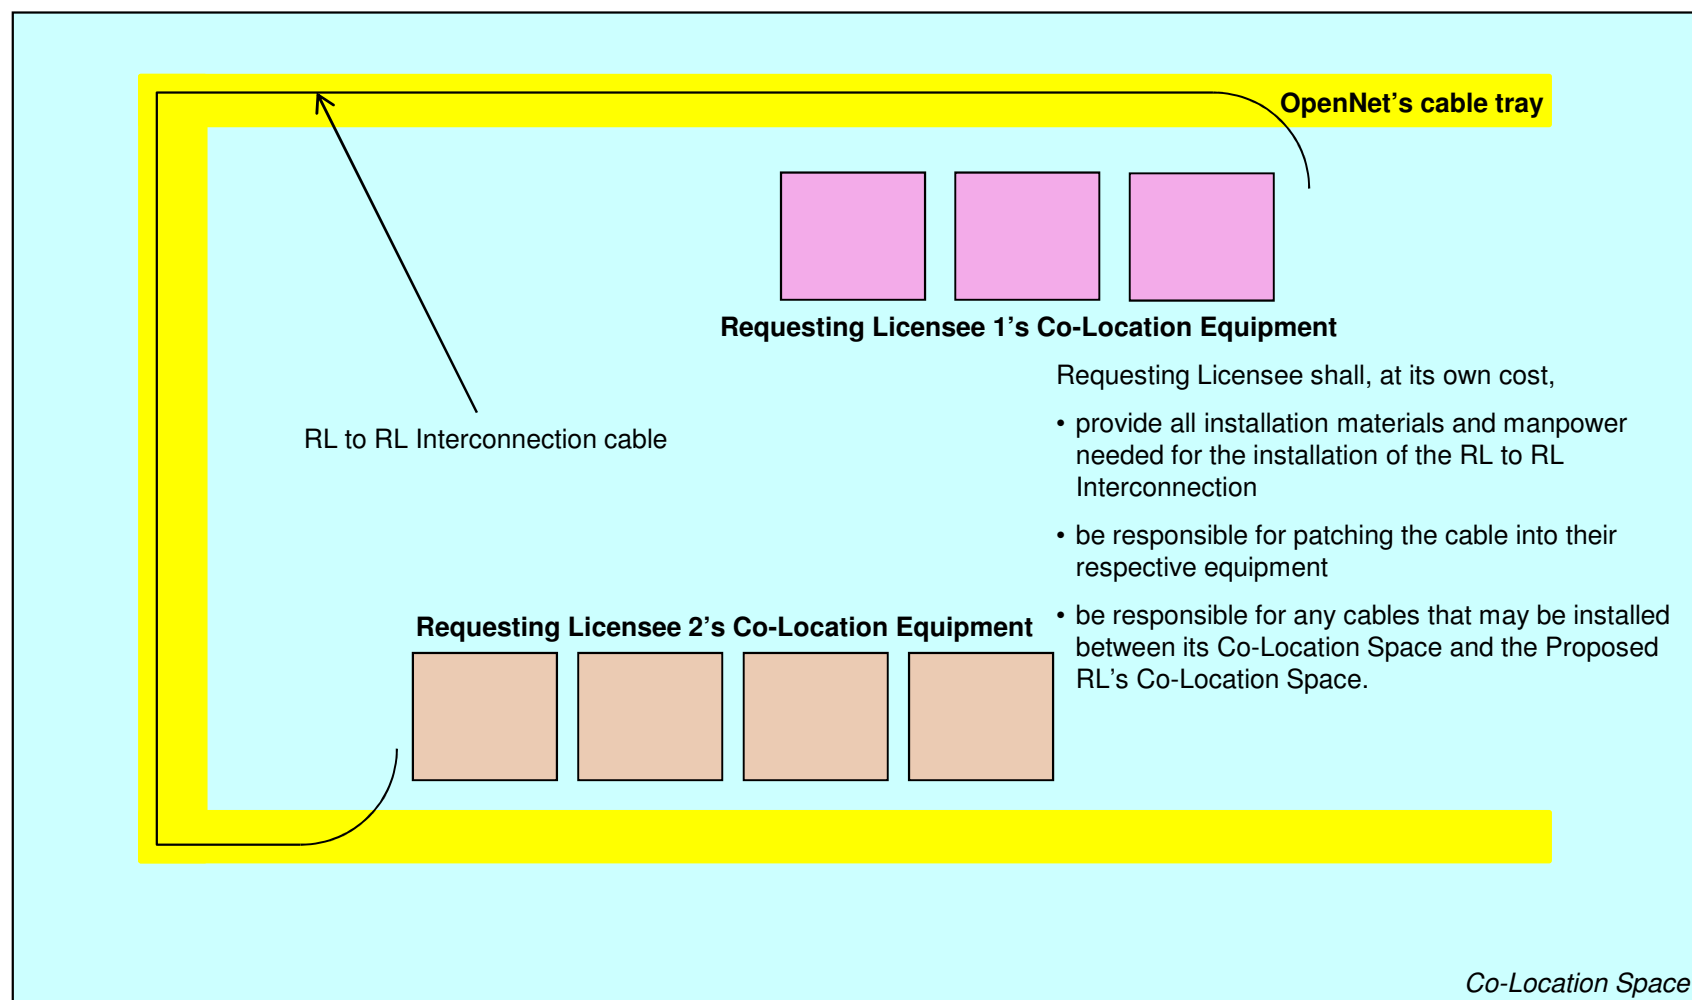 OpenNet’s cable tray
Requesting Licensee 1’s Co-Location Equipment
Requesting Licensee shall, at its own cost,
• provide all installation materials and manpower
needed for the installation of the RL to RL
Interconnection
• be responsible for patching the cable into their
respective equipment
• be responsible for any cables that may be installed
between its Co-Location Space and the Proposed
RL’s Co-Location Space.
RL to RL Interconnection cable
Requesting Licensee 2’s Co-Location Equipment
Co-Location Space